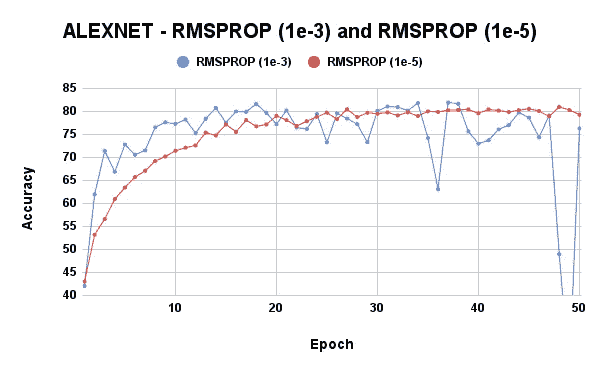 ALEXNET - RMSPROP (1e-3) and RMSPROP (1e-5)
RMSPROP (1e-3) RMSPROP (1e-5)
85
80
75
70
65
60
55
50
45
40
Accuracy
10 20 30 40 50
Epoch